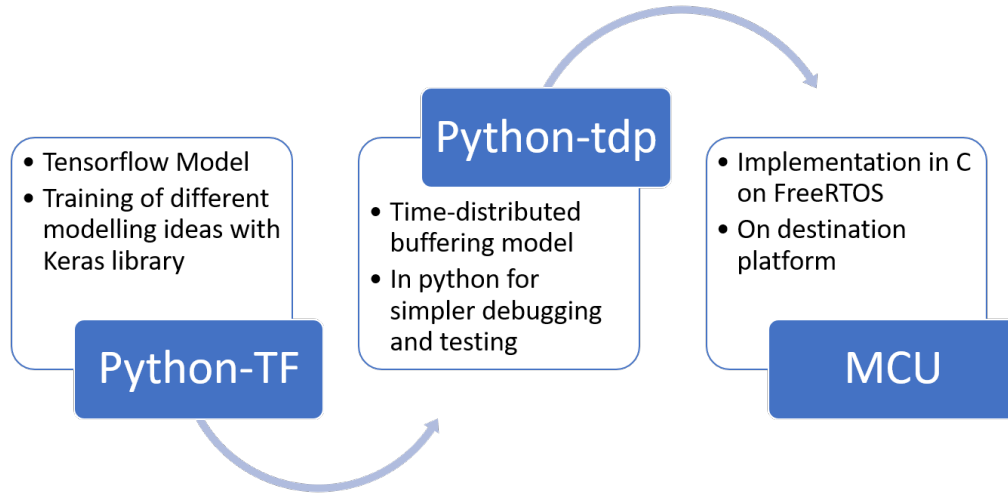 • Tensorflow Model
• Training of different
modelling ideas with
Keras library
Python-TF
Python-tdp
• Time-distributed
buffering model
• In python for
simpler debugging
and testing
• Implementation in C
on FreeRTOS
• On destination
platform
MCU